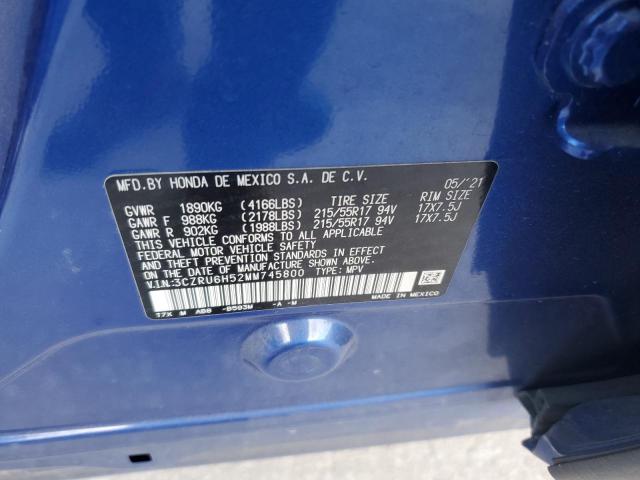 MFD.BY HONDA DE MEXICO S.A. DE C.V. 05/'21
GVWR 1890KG (4166LBS) TIRE SIZE RIM SIZE
GAWR F 988KG (2178LBS) 215/55R17 94V 17X7.5J
GAWR R 902KG (1988LBS) 215/55R17 94V 17X7.5J
THIS VEHICLE CONFORMS TO ALL APPLICABLE
FEDERAL MOTOR VEHICLE SAFETY
AND THEFT PREVENTION STANDARDS IN EFFECT
ON THE DATE OF MANUFACTURE SHOWN ABOVE.
V.I.N:3CZRU6H52MM745800 TYPE: MPV
MADE IN MEXICO
T7X M AD8 -B593M -A -M